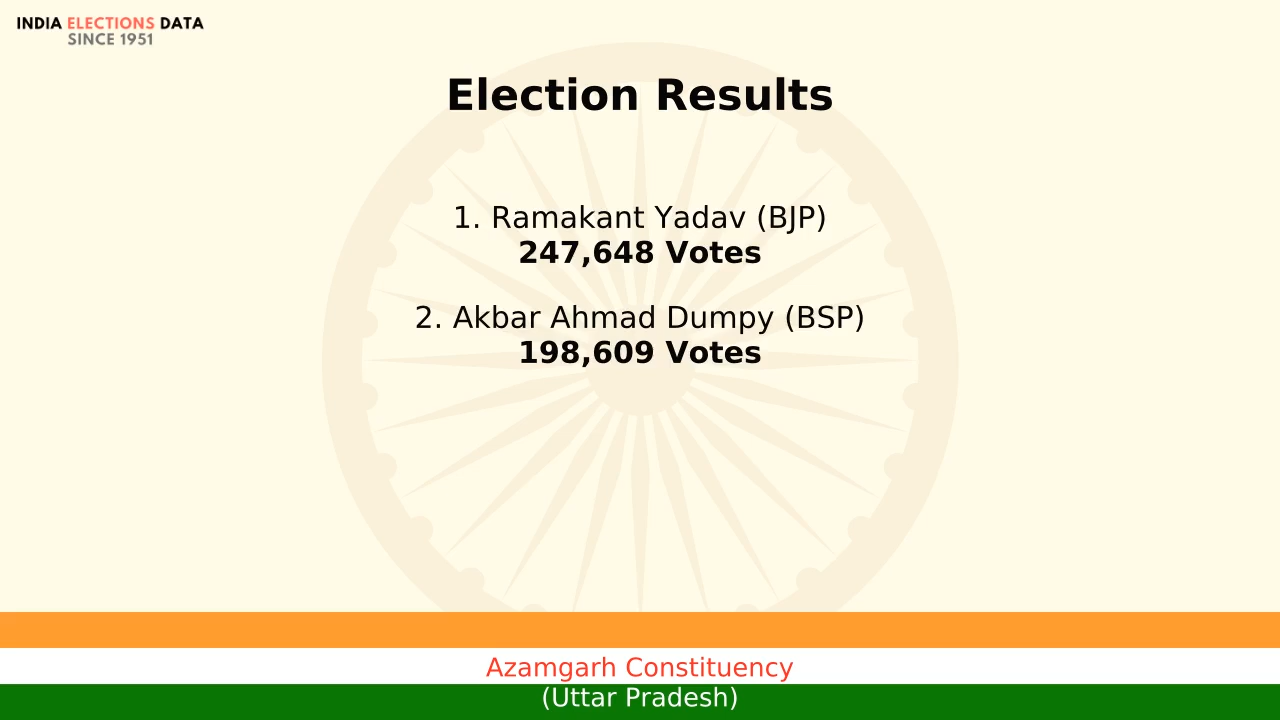 INDIA ELECTIONS DATA
SINCE 1951
Election Results
1. Ramakant Yadav (BJP)
247,648 Votes
2. Akbar Ahmad Dumpy (BSP)
198,609 Votes
Azamgarh Constituency
(Uttar Pradesh)